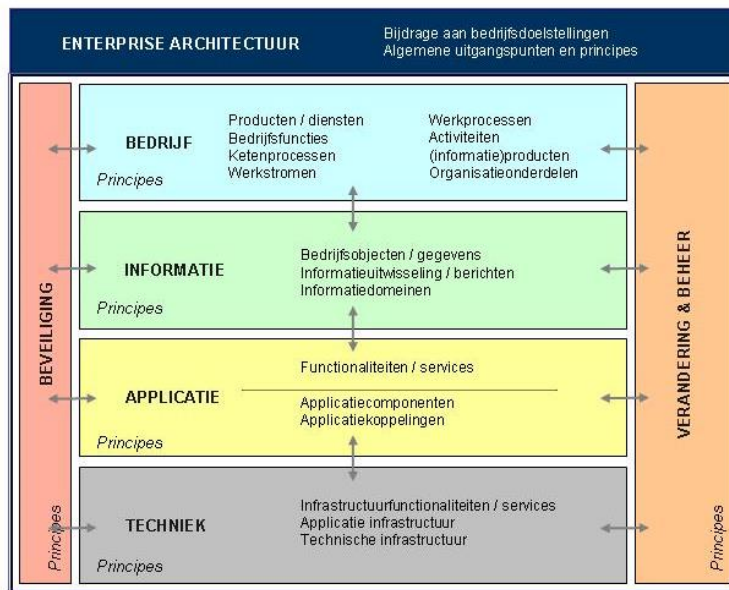 ENTERPRISE ARCHITECTUUR
Bijdrage aan bedrijfsdoelstellingen
Algemene uitgangspunten en principes
BEVEILIGING
Principes
BEDRIJF
Principes
Producten / diensten
Bedrijfsfuncties
Ketenprocessen
Werkstromen
Werkprocessen
Activiteiten
(informatie)producten
Organisatieonderdelen
INFORMATIE
Principes
Bedrijfsobjecten / gegevens
Informatieuitwisseling / berichten
Informatiedomeinen
APPLICATIE
Principes
Functionaliteiten / services
Applicatiecomponenten
Applicatiekoppelingen
TECHNIEK
Principes
Infrastructuurfunctionaliteiten / services
Applicatie infrastructuur
Technische infrastructuur
VERANDERING & BEHEER
Principes